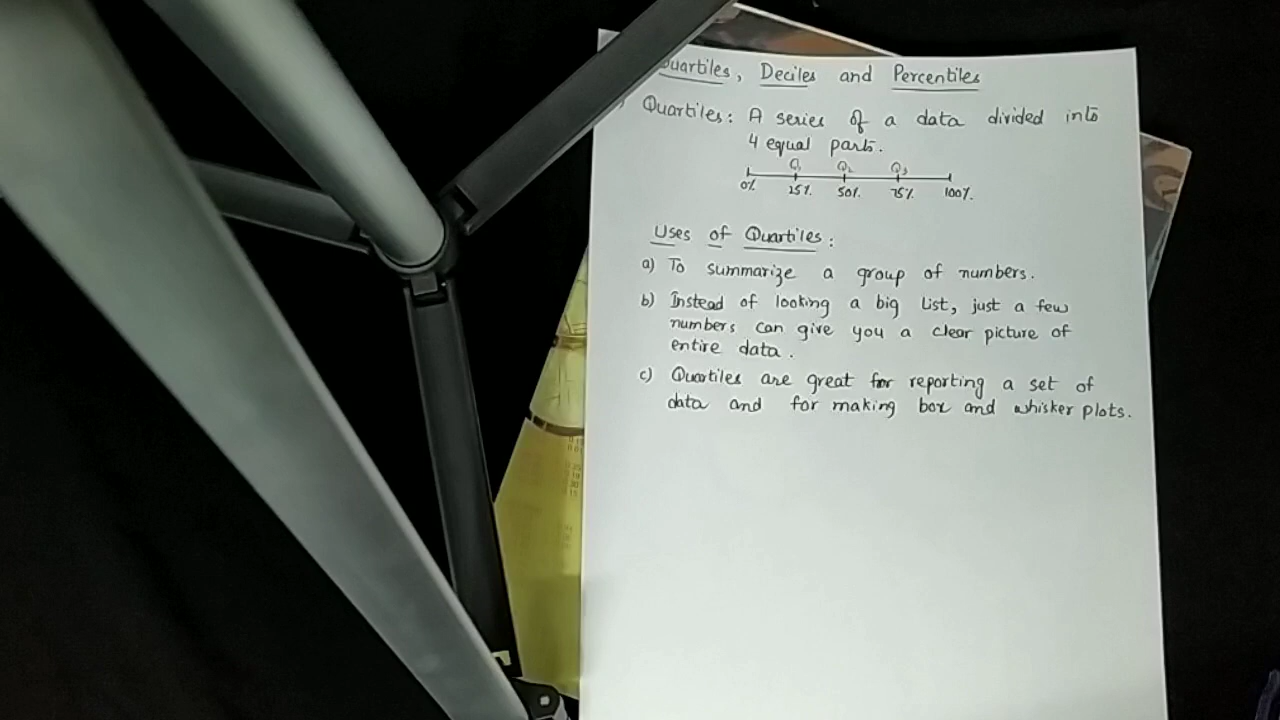 Quartiles, Deciles and Percentiles
Quartiles: A series of a data divided into
4 equal parts.
Q1 Q2 Q3
0% 25% 50% 75% 100%
Uses of Quartiles:
a) To summarize a group of numbers.
b) Instead of looking a big list, just a few
numbers can give you a clear picture of
entire data.
c) Quartiles are great for reporting a set of
data and for making box and whisker plots.